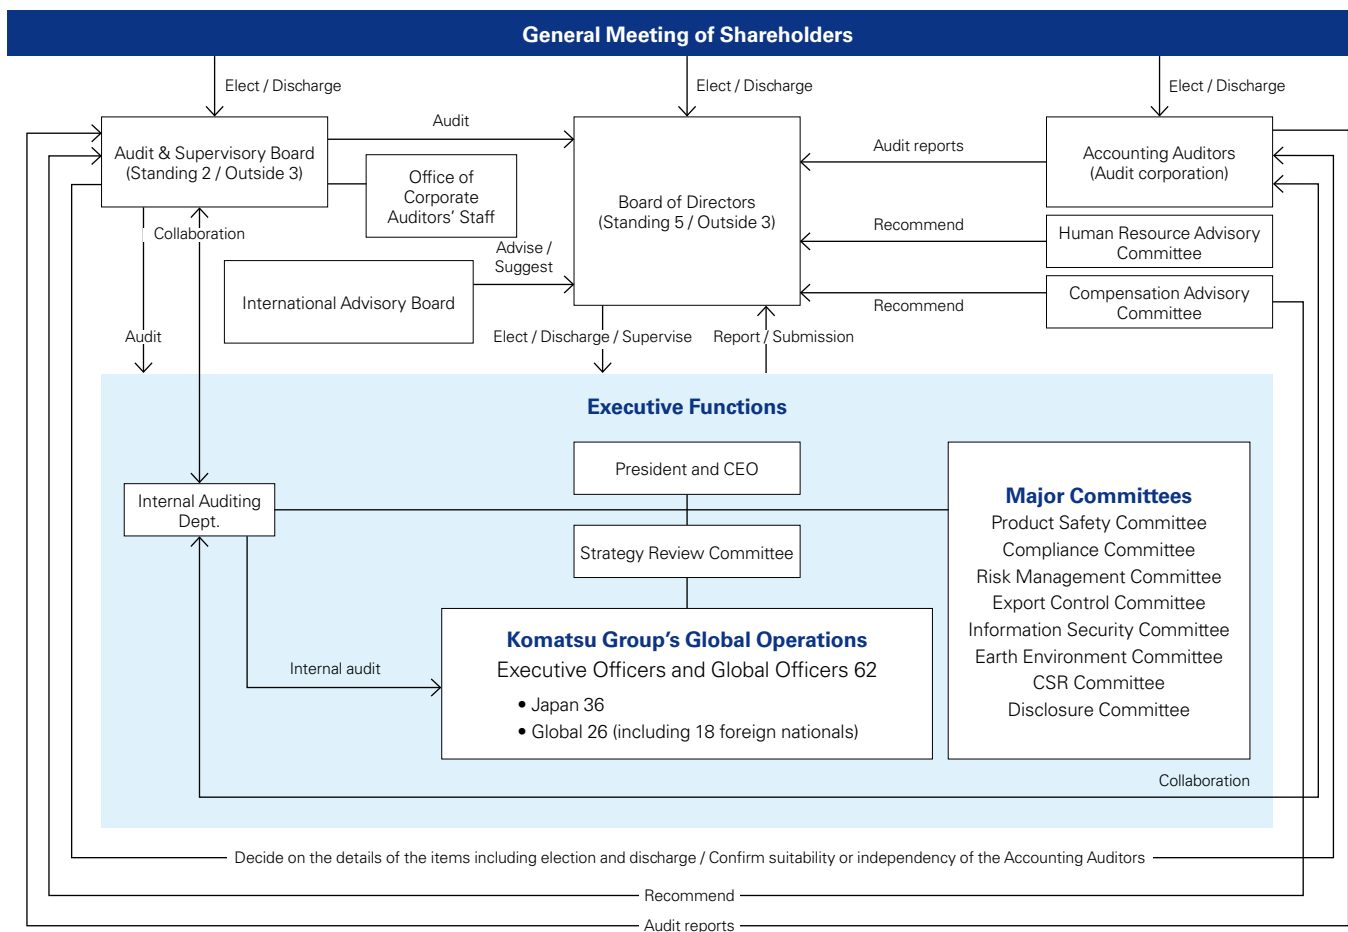 General Meeting of Shareholders
Elect / Discharge
Elect / Discharge
Elect / Discharge
Audit & Supervisory Board
(Standing 2 / Outside 3)
Audit
Office of
Corporate
Auditors’ Staff
Board of Directors
(Standing 5 / Outside 3)
Audit reports
Accounting Auditors
(Audit corporation)
Collaboration
Recommend
Human Resource Advisory
Committee
Advise /
Suggest
International Advisory Board
Recommend
Compensation Advisory
Committee
Audit
Elect / Discharge / Supervise
Report / Submission
Executive Functions
President and CEO
Internal Auditing
Dept.
Strategy Review Committee
Major Committees
Product Safety Committee
Compliance Committee
Risk Management Committee
Export Control Committee
Information Security Committee
Earth Environment Committee
CSR Committee
Disclosure Committee
Internal audit
Komatsu Group’s Global Operations
Executive Officers and Global Officers 62
• Japan 36
• Global 26 (including 18 foreign nationals)
Collaboration
Decide on the details of the items including election and discharge / Confirm suitability or independency of the Accounting Auditors
Recommend
Audit reports